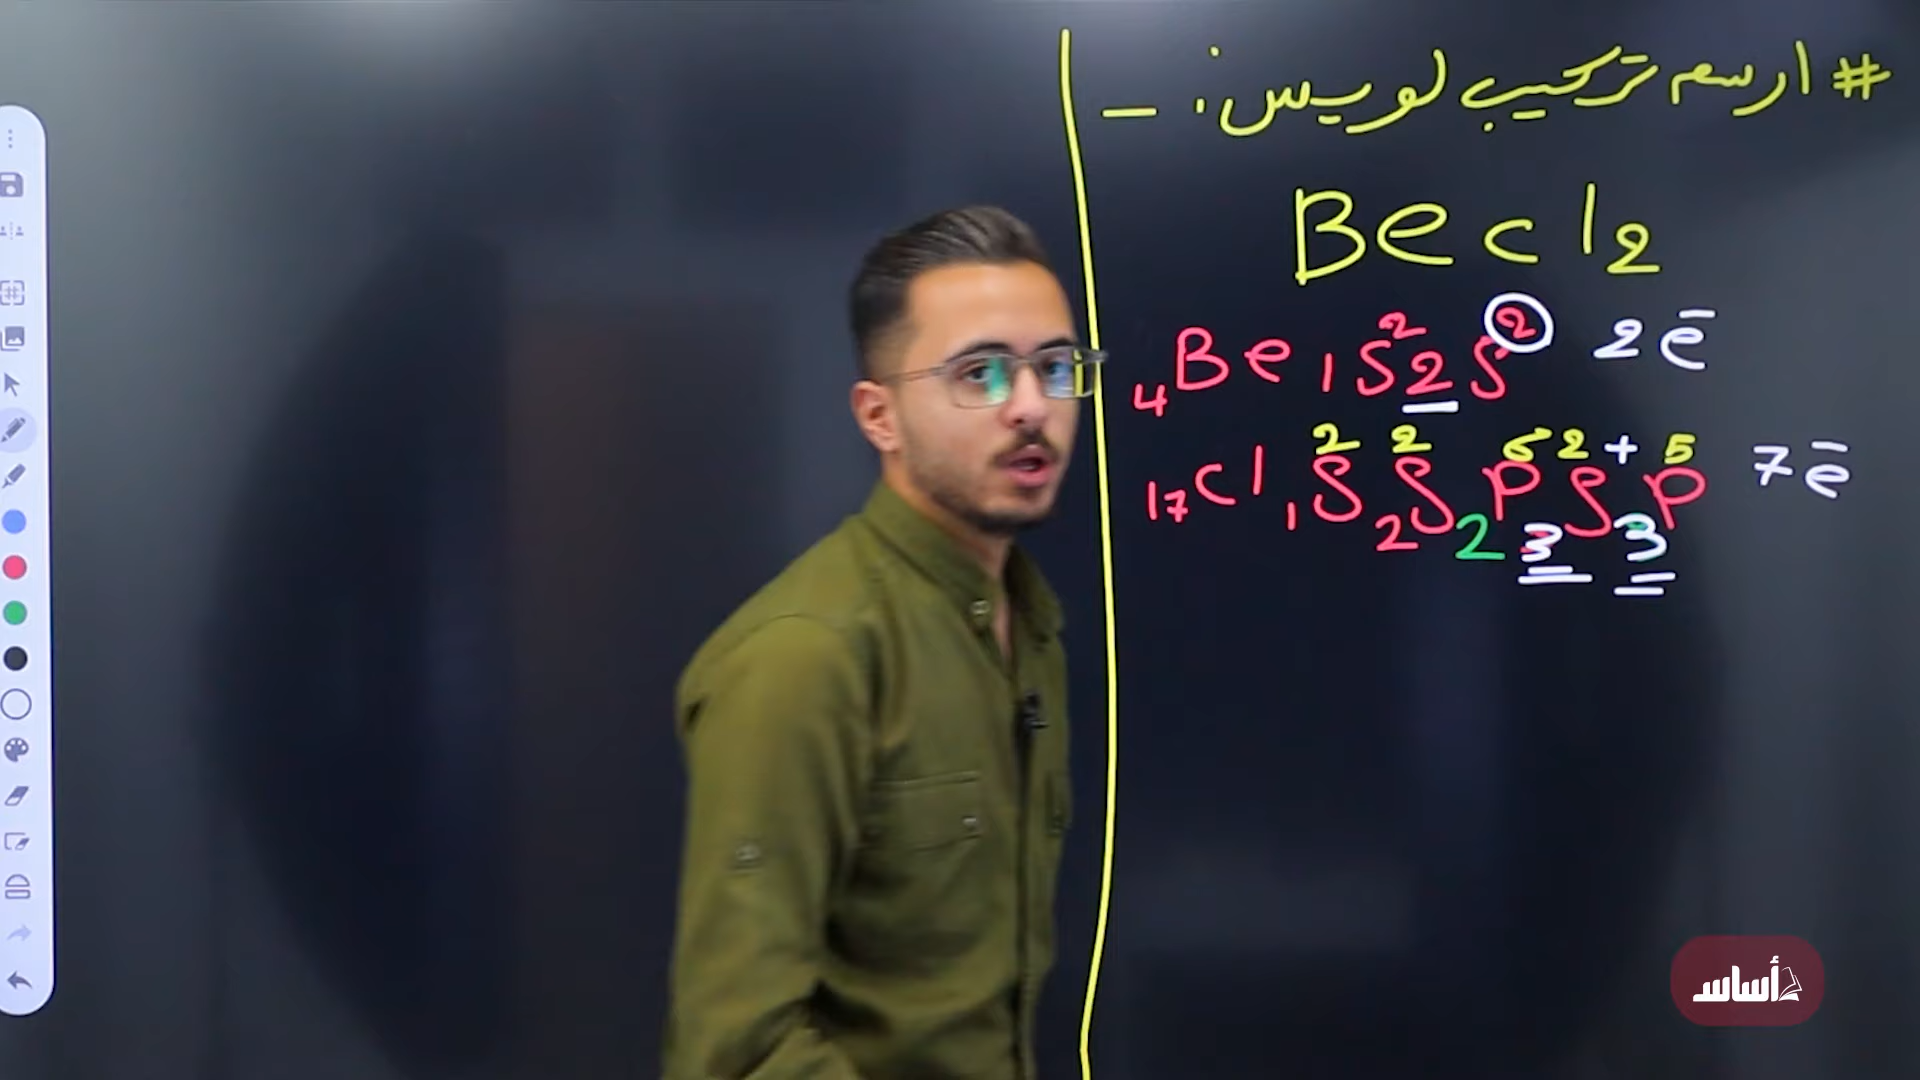 # ارسم تركيب لويس : -
BeCl2
4Be 1S² 2S² 2e⁻
17Cl 1S² 2S² 2P⁶ 3S² + 3P⁵ 7e⁻
أساس